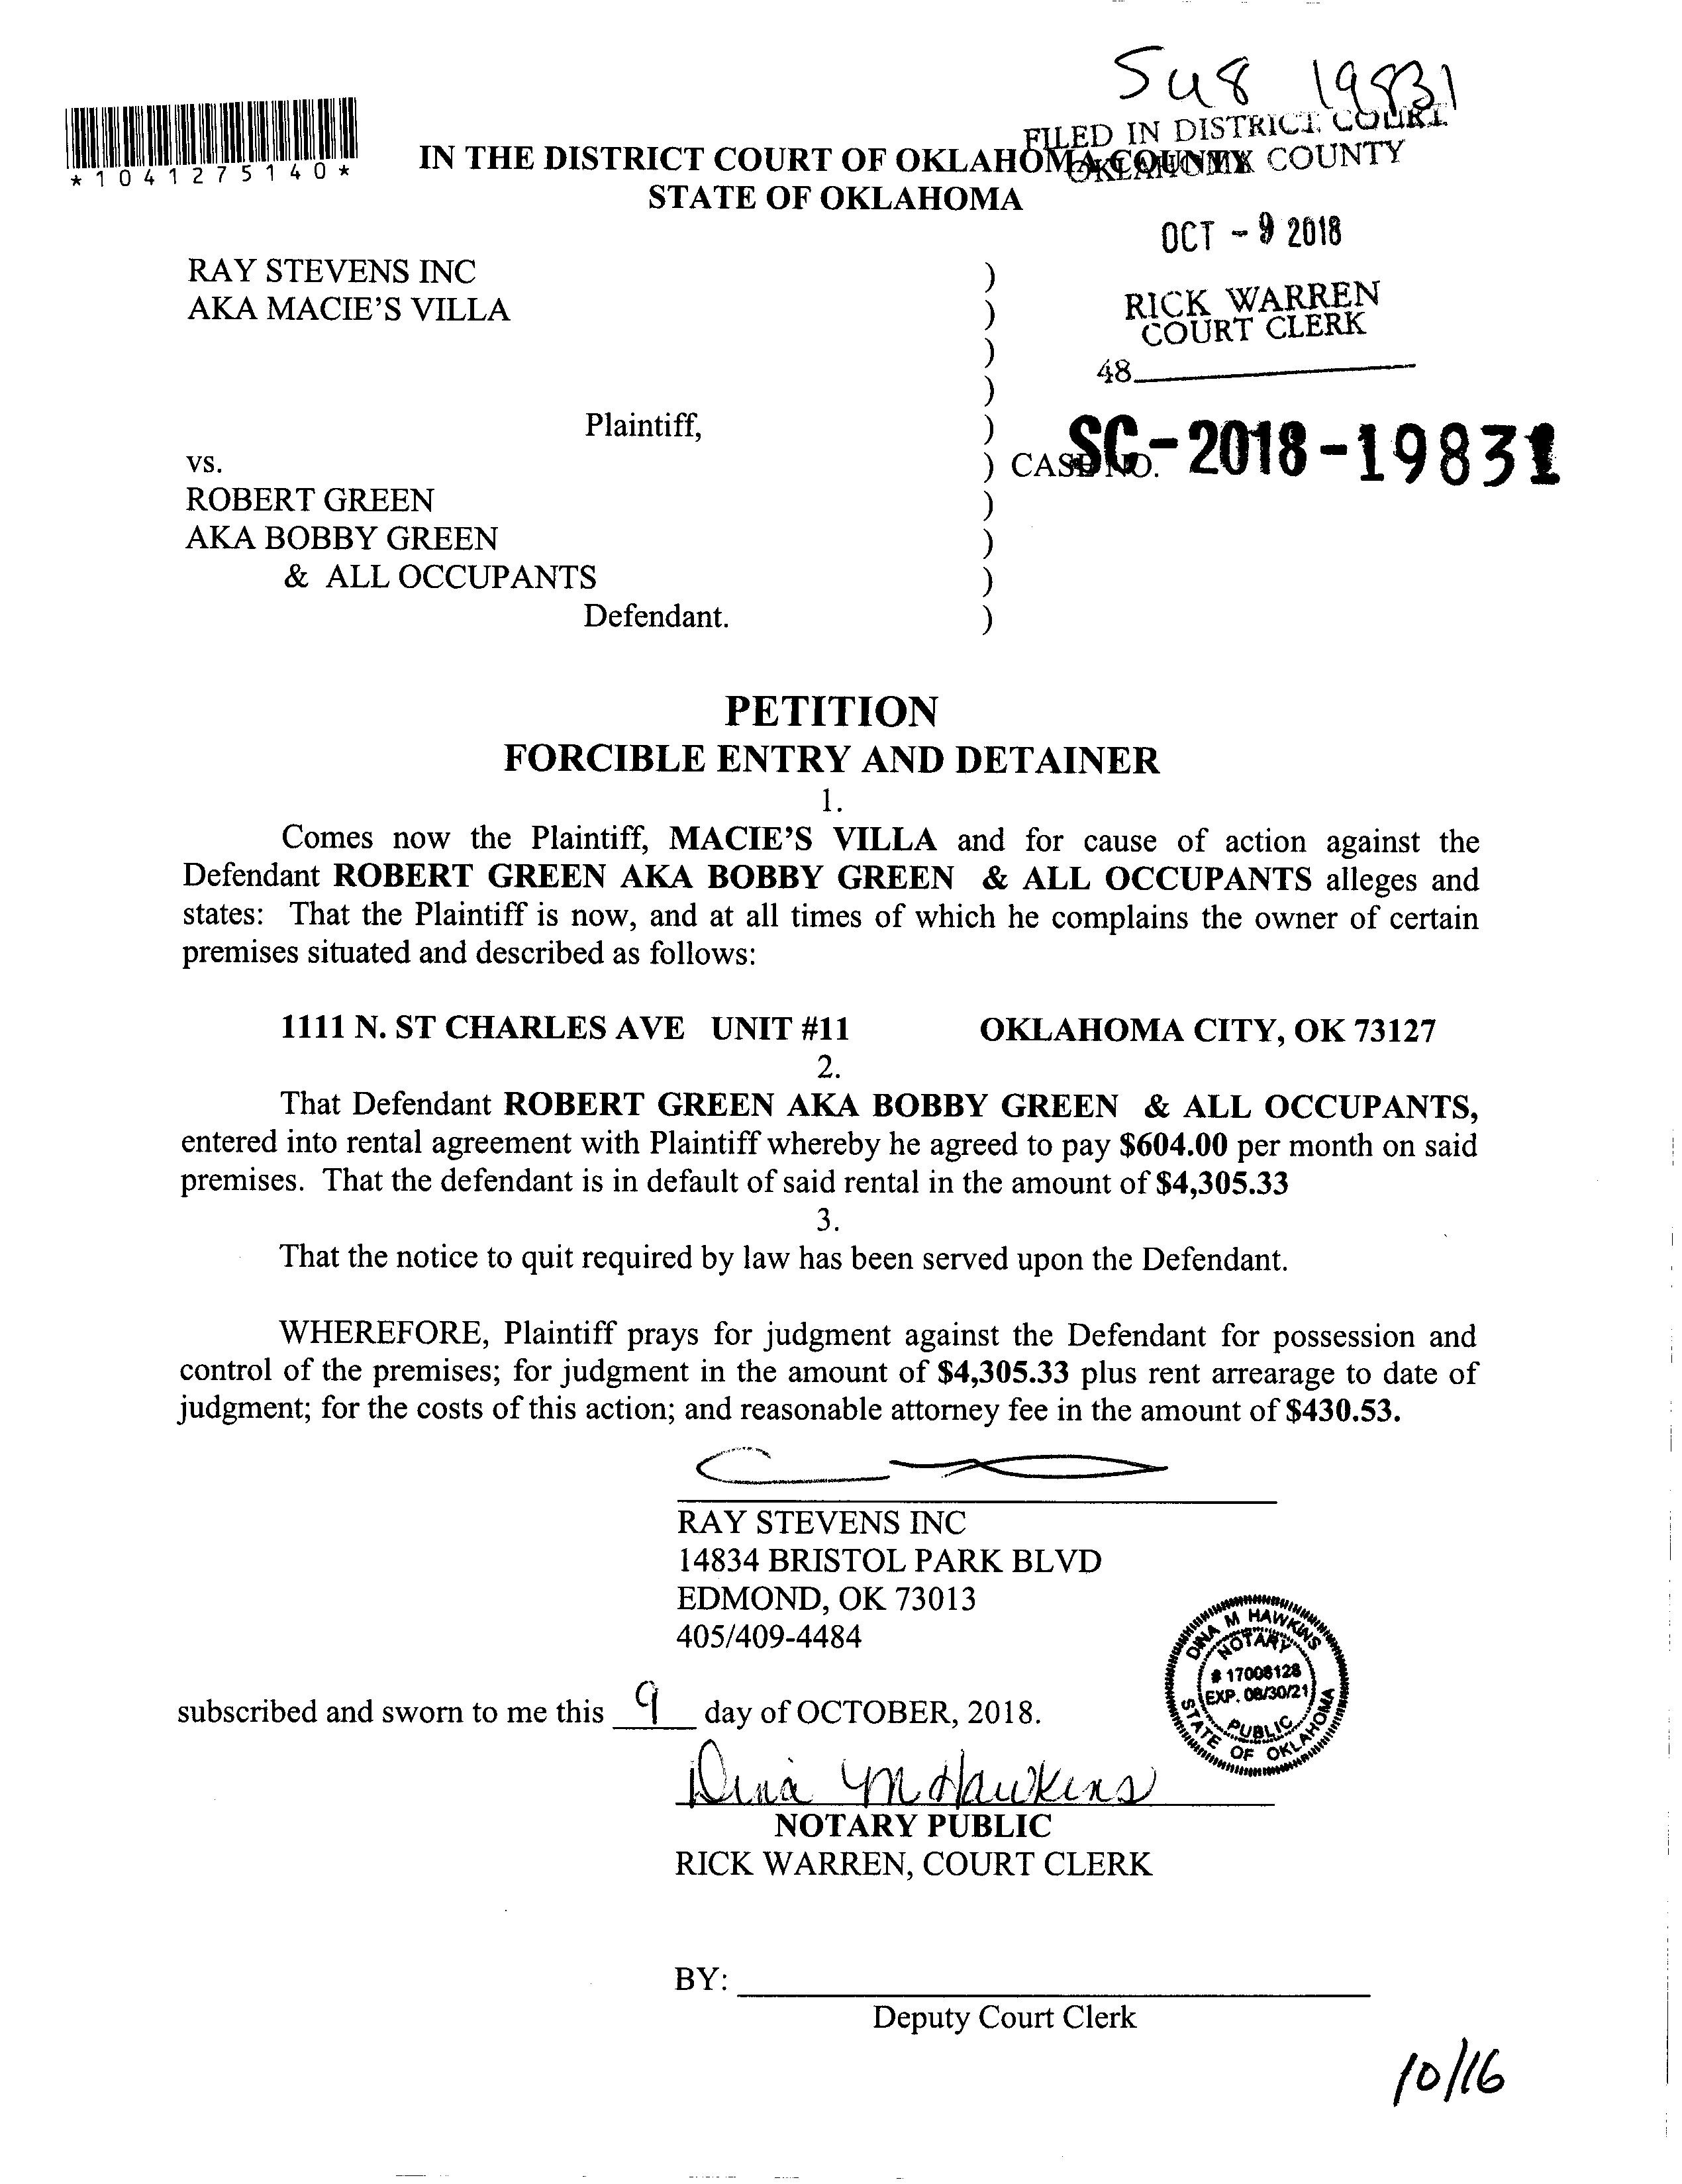 Su8 19831
*1041275140*
FILED IN DISTRICT COURT
OKLAHOMA COUNTY
IN THE DISTRICT COURT OF OKLAHOMA COUNTY
STATE OF OKLAHOMA
OCT - 9 2018
RICK WARREN
COURT CLERK
48
RAY STEVENS INC )
AKA MACIE'S VILLA )
)
)
Plaintiff, )
vs. ) CASE NO. SC-2018-19831
ROBERT GREEN )
AKA BOBBY GREEN )
& ALL OCCUPANTS )
Defendant. )
PETITION
FORCIBLE ENTRY AND DETAINER
1.
Comes now the Plaintiff, MACIE'S VILLA and for cause of action against the
Defendant ROBERT GREEN AKA BOBBY GREEN & ALL OCCUPANTS alleges and
states: That the Plaintiff is now, and at all times of which he complains the owner of certain
premises situated and described as follows:
1111 N. ST CHARLES AVE UNIT #11 OKLAHOMA CITY, OK 73127
2.
That Defendant ROBERT GREEN AKA BOBBY GREEN & ALL OCCUPANTS,
entered into rental agreement with Plaintiff whereby he agreed to pay $604.00 per month on said
premises. That the defendant is in default of said rental in the amount of $4,305.33
3.
That the notice to quit required by law has been served upon the Defendant.
WHEREFORE, Plaintiff prays for judgment against the Defendant for possession and
control of the premises; for judgment in the amount of $4,305.33 plus rent arrearage to date of
judgment; for the costs of this action; and reasonable attorney fee in the amount of $430.53.
RAY STEVENS INC
14834 BRISTOL PARK BLVD
EDMOND, OK 73013
405/409-4484
DINA M HAWKINS
NOTARY
# 17008128
EXP. 08/30/21
PUBLIC
STATE OF OKLAHOMA
subscribed and sworn to me this 9 day of OCTOBER, 2018.
Dina M Hawkins
NOTARY PUBLIC
RICK WARREN, COURT CLERK
BY:
Deputy Court Clerk
10/16